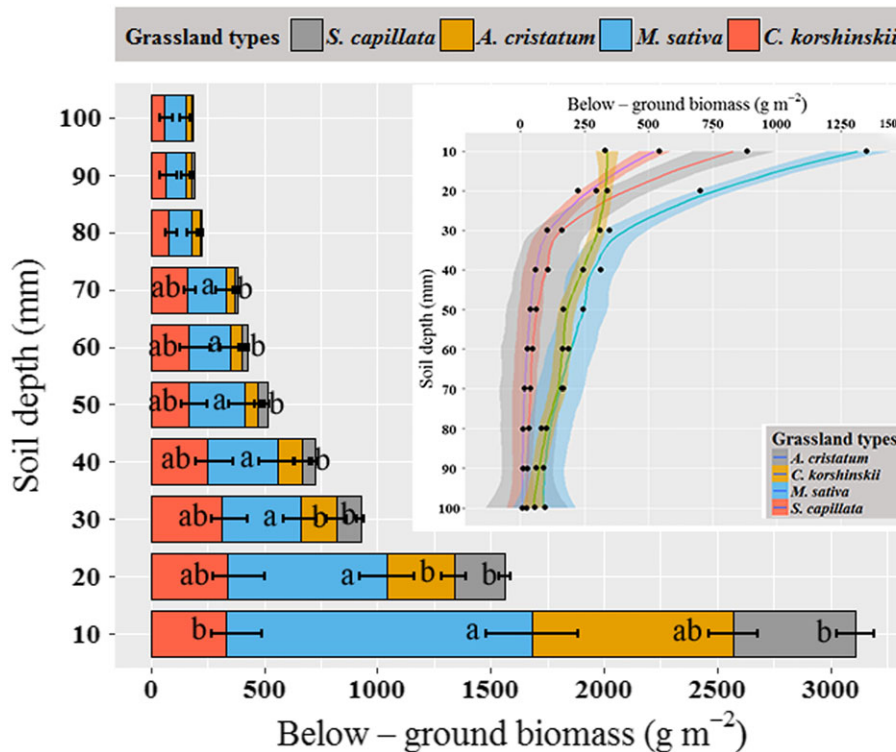 Grassland types S. capillata A. cristatum M. sativa C. korshinskii
Below – ground biomass (g m−2)
0 250 500 750 1000 1250
10
20
30
40
50
60
70
80
90
100
Soil depth (mm)
Grassland types
A. cristatum
C. korshinskii
M. sativa
S. capillata
Soil depth (mm)
100
90
80
70 ab a b
60 ab a b
50 ab a b
40 ab a b
30 ab a b b
20 ab a b b
10 b a ab b
0 500 1000 1500 2000 2500 3000
Below – ground biomass (g m−2)